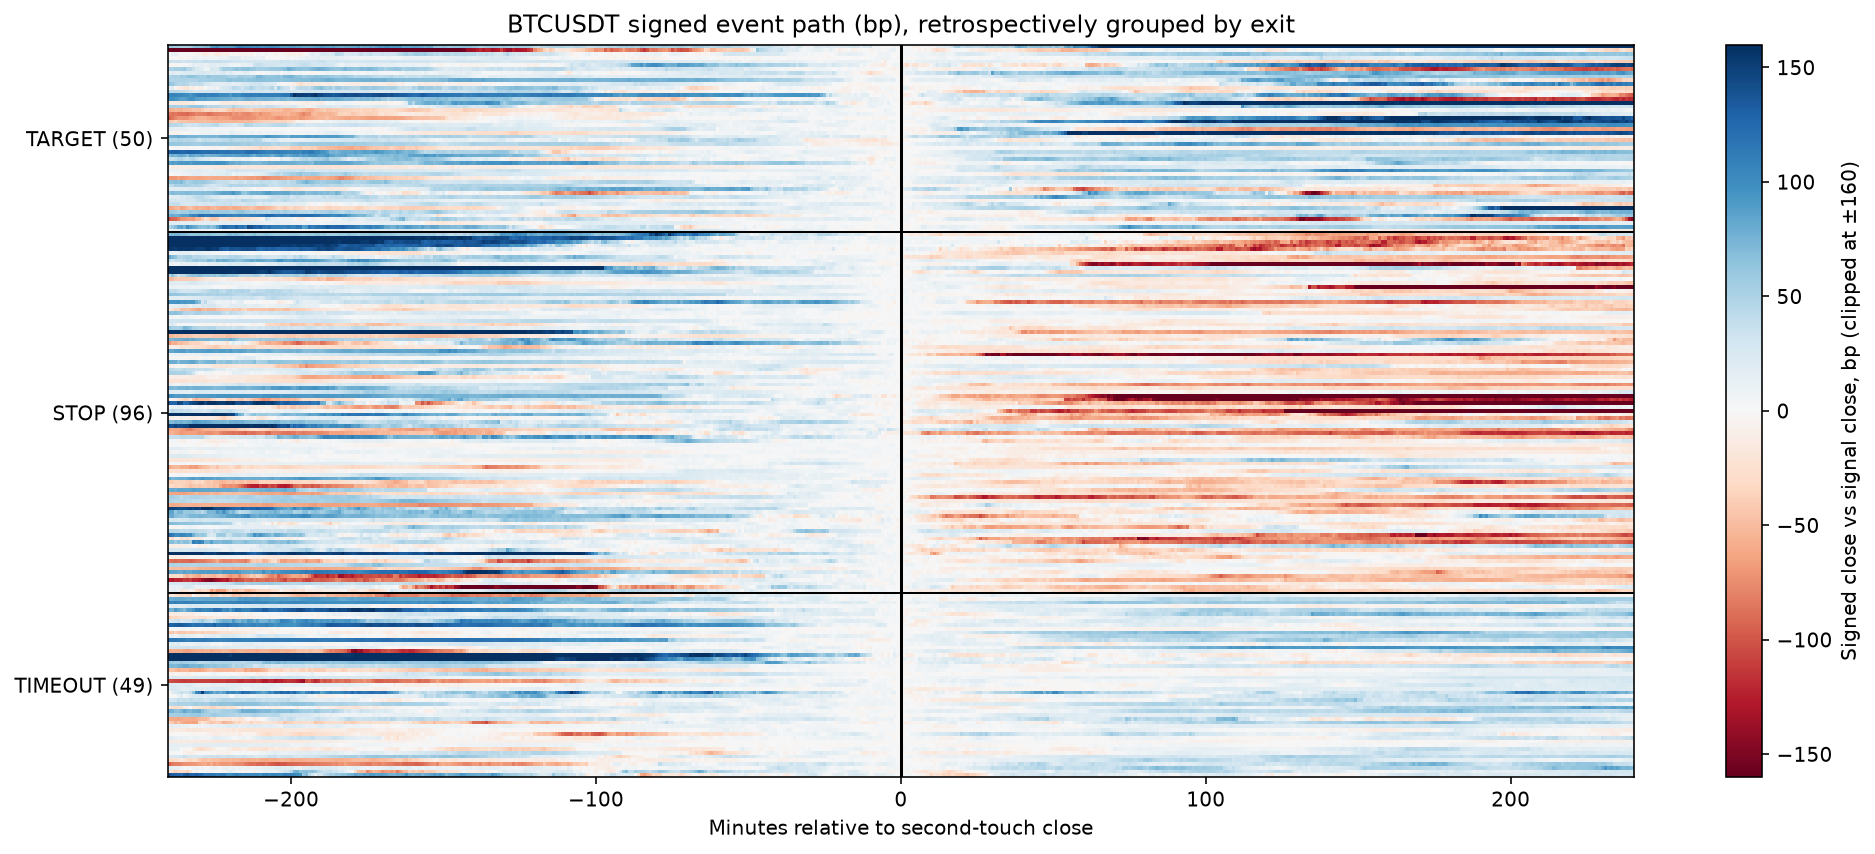 BTCUSDT signed event path (bp), retrospectively grouped by exit
TARGET (50)
STOP (96)
TIMEOUT (49)
−200
−100
0
100
200
Minutes relative to second-touch close
150
100
50
0
−50
−100
−150
Signed close vs signal close, bp (clipped at ±160)